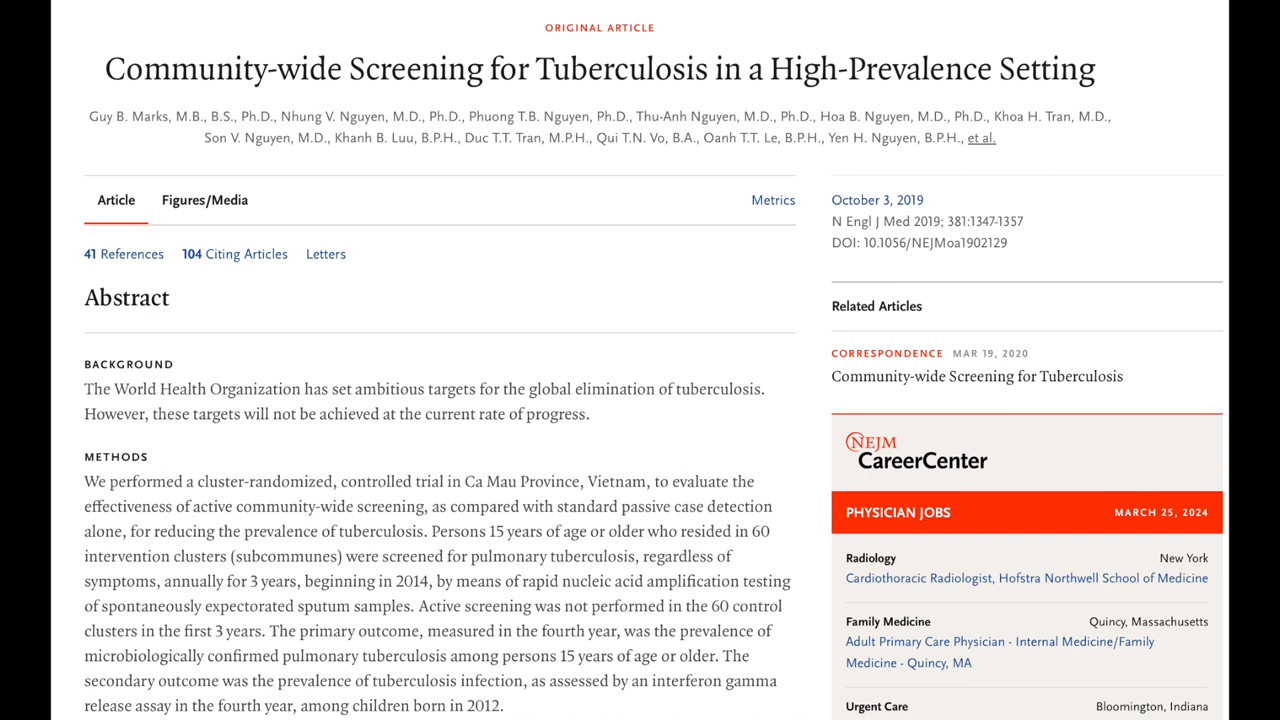 ORIGINAL ARTICLE
Community-wide Screening for Tuberculosis in a High-Prevalence Setting
Guy B. Marks, M.B., B.S., Ph.D., Nhung V. Nguyen, M.D., Ph.D., Phuong T.B. Nguyen, Ph.D., Thu-Anh Nguyen, M.D., Ph.D., Hoa B. Nguyen, M.D., Ph.D., Khoa H. Tran, M.D.,
Son V. Nguyen, M.D., Khanh B. Luu, B.P.H., Duc T.T. Tran, M.P.H., Qui T.N. Vo, B.A., Oanh T.T. Le, B.P.H., Yen H. Nguyen, B.P.H., et al.
Article Figures/Media Metrics
41 References 104 Citing Articles Letters
Abstract
BACKGROUND
The World Health Organization has set ambitious targets for the global elimination of tuberculosis.
However, these targets will not be achieved at the current rate of progress.
METHODS
We performed a cluster-randomized, controlled trial in Ca Mau Province, Vietnam, to evaluate the
effectiveness of active community-wide screening, as compared with standard passive case detection
alone, for reducing the prevalence of tuberculosis. Persons 15 years of age or older who resided in 60
intervention clusters (subcommunes) were screened for pulmonary tuberculosis, regardless of
symptoms, annually for 3 years, beginning in 2014, by means of rapid nucleic acid amplification testing
of spontaneously expectorated sputum samples. Active screening was not performed in the 60 control
clusters in the first 3 years. The primary outcome, measured in the fourth year, was the prevalence of
microbiologically confirmed pulmonary tuberculosis among persons 15 years of age or older. The
secondary outcome was the prevalence of tuberculosis infection, as assessed by an interferon gamma
release assay in the fourth year, among children born in 2012.
October 3, 2019
N Engl J Med 2019; 381:1347-1357
DOI: 10.1056/NEJMoa1902129
Related Articles
CORRESPONDENCE MAR 19, 2020
Community-wide Screening for Tuberculosis
NEJM
CareerCenter
PHYSICIAN JOBS MARCH 25, 2024
Radiology New York
Cardiothoracic Radiologist, Hofstra Northwell School of Medicine
Family Medicine Quincy, Massachusetts
Adult Primary Care Physician - Internal Medicine/Family
Medicine - Quincy, MA
Urgent Care Bloomington, Indiana